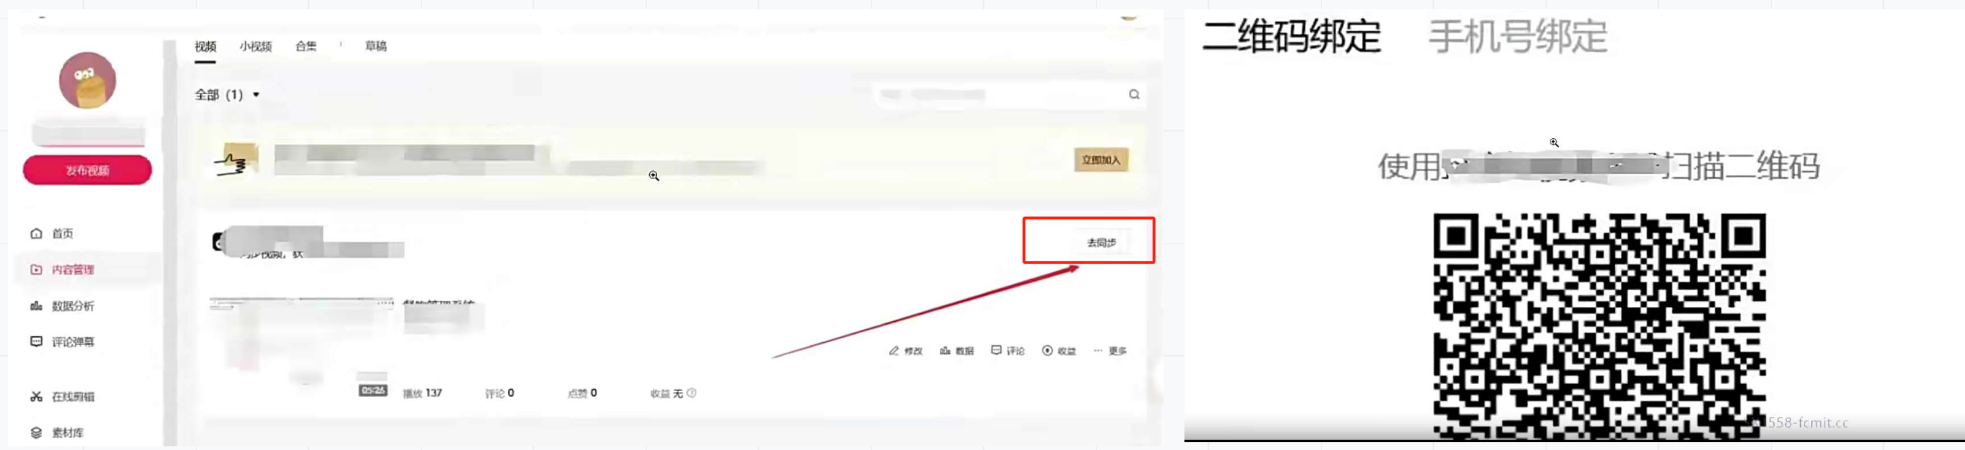 视频 小视频 合集 草稿
全部 (1)
发布视频
立即加入
首页
内容管理
去同步
步视频，获
数据分析
评论弹幕
修改 数据 评论 收益 更多
05:26 播放 137 评论 0 点赞 0 收益 无
在线剪辑
素材库
二维码绑定 手机号绑定
使用
扫描二维码
558-fcmit.cc